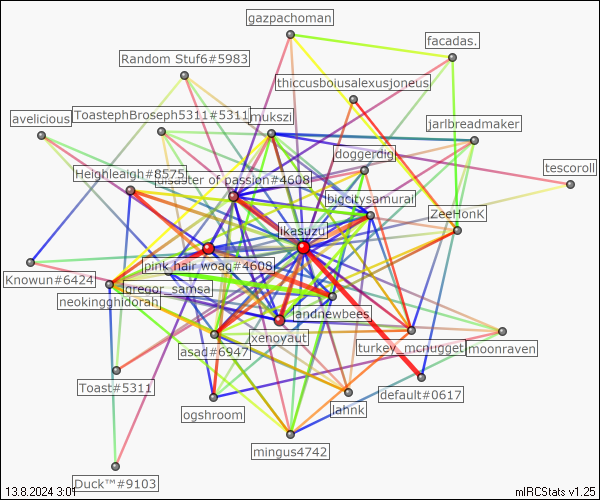 gazpachoman
facadas.
Random Stuf6#5983
thiccusboiusalexusjoneus
avelicious
ToastephBroseph5311#5311
mukszi
jarlbreadmaker
doggerdig
tescoroll
Heighleigh#8575
disaster of passion#4608
bigcitysamurai
ZeeHonK
ikasuzu
pink hair woag#4608
Knowun#6424
gregor_samsa
neokingghidorah
landnewbees
xenoyaut
turkey_mcnugget
moonraven
asad#6947
Toast#5311
default#0617
ogshroom
lahnk
mingus4742
Duck™#9103
13.8.2024 3:01
mIRCStats v1.25